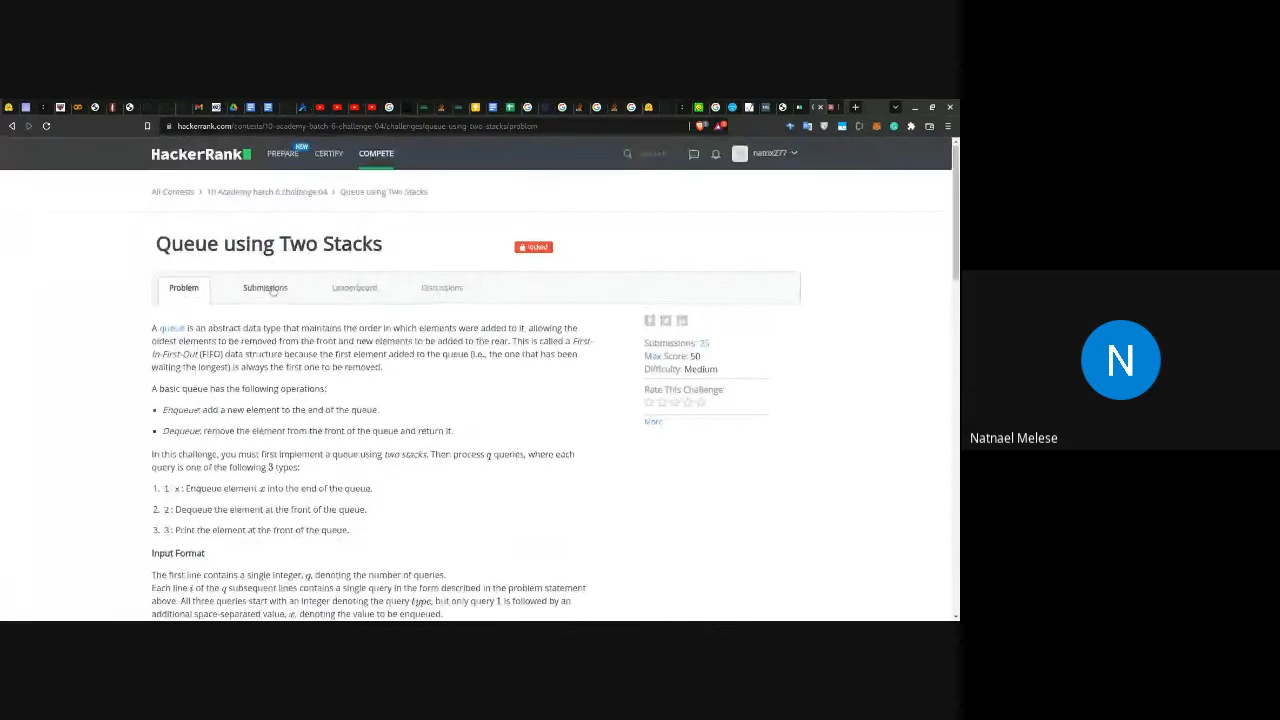 hackerrank.com/contests/10-academy-batch-6-challenge-04/challenges/queue-using-two-stacks/problem
HackerRank
PREPARE
NEW
CERTIFY
COMPETE
Search
natnx277
All Contests > 10 Academy batch 6 challenge 04 > Queue using Two Stacks
Queue using Two Stacks
locked
Problem
Submissions
Leaderboard
Discussions
A queue is an abstract data type that maintains the order in which elements were added to it, allowing the
oldest elements to be removed from the front and new elements to be added to the rear. This is called a First-
In-First-Out (FIFO) data structure because the first element added to the queue (i.e., the one that has been
waiting the longest) is always the first one to be removed.
A basic queue has the following operations:
• Enqueue: add a new element to the end of the queue.
• Dequeue: remove the element from the front of the queue and return it.
In this challenge, you must first implement a queue using two stacks. Then process q queries, where each
query is one of the following 3 types:
1. 1 x : Enqueue element x into the end of the queue.
2. 2 : Dequeue the element at the front of the queue.
3. 3 : Print the element at the front of the queue.
Input Format
The first line contains a single integer, q, denoting the number of queries.
Each line i of the q subsequent lines contains a single query in the form described in the problem statement
above. All three queries start with an integer denoting the query type, but only query 1 is followed by an
additional space-separated value, x, denoting the value to be enqueued.
Submissions: 25
Max Score: 50
Difficulty: Medium
Rate This Challenge:
More
N
Natnael Melese